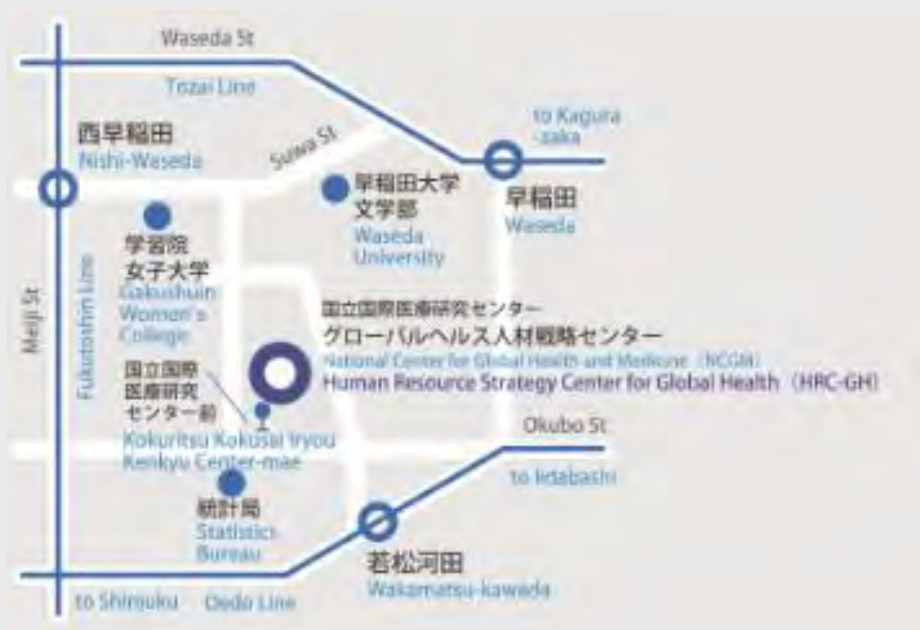 Waseda St
Tozai Line
to Kagura
-zaka
西早稲田
Nishi-Waseda
Suwa St
早稲田大学
文学部
Waseda
University
早稲田
Waseda
学習院
女子大学
Gakushuin
Women's
College
Meiji St
Fukutoshin Line
国立国際医療研究センター
グローバルヘルス人材戦略センター
National Center for Global Health and Medicine (NCGM)
Human Resource Strategy Center for Global Health (HRC-GH)
国立国際
医療研究
センター前
Kokuritsu Kokusai Iryou
Kenkyu Center-mae
Okubo St
to Iidabashi
統計局
Statistics
Bureau
若松河田
Wakamatsu-kawada
to Shinjuku
Oedo Line